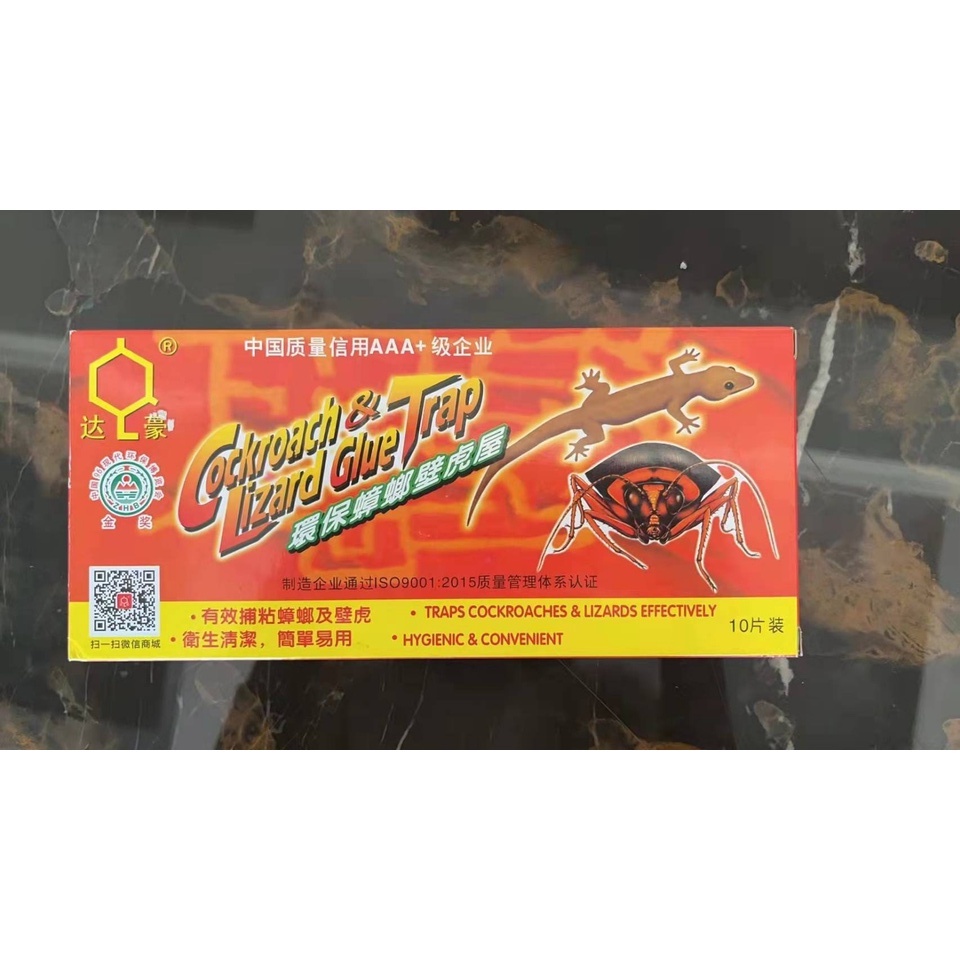 ®
达豪
中国质量信用AAA+级企业
Cockroach &
Lizard Glue Trap
環保蟑螂壁虎屋
金奖
制造企业通过ISO9001:2015质量管理体系认证
扫一扫微信商城
·有效捕粘蟑螂及壁虎
·衛生清潔，簡單易用
• TRAPS COCKROACHES & LIZARDS EFFECTIVELY
• HYGIENIC & CONVENIENT
10片装